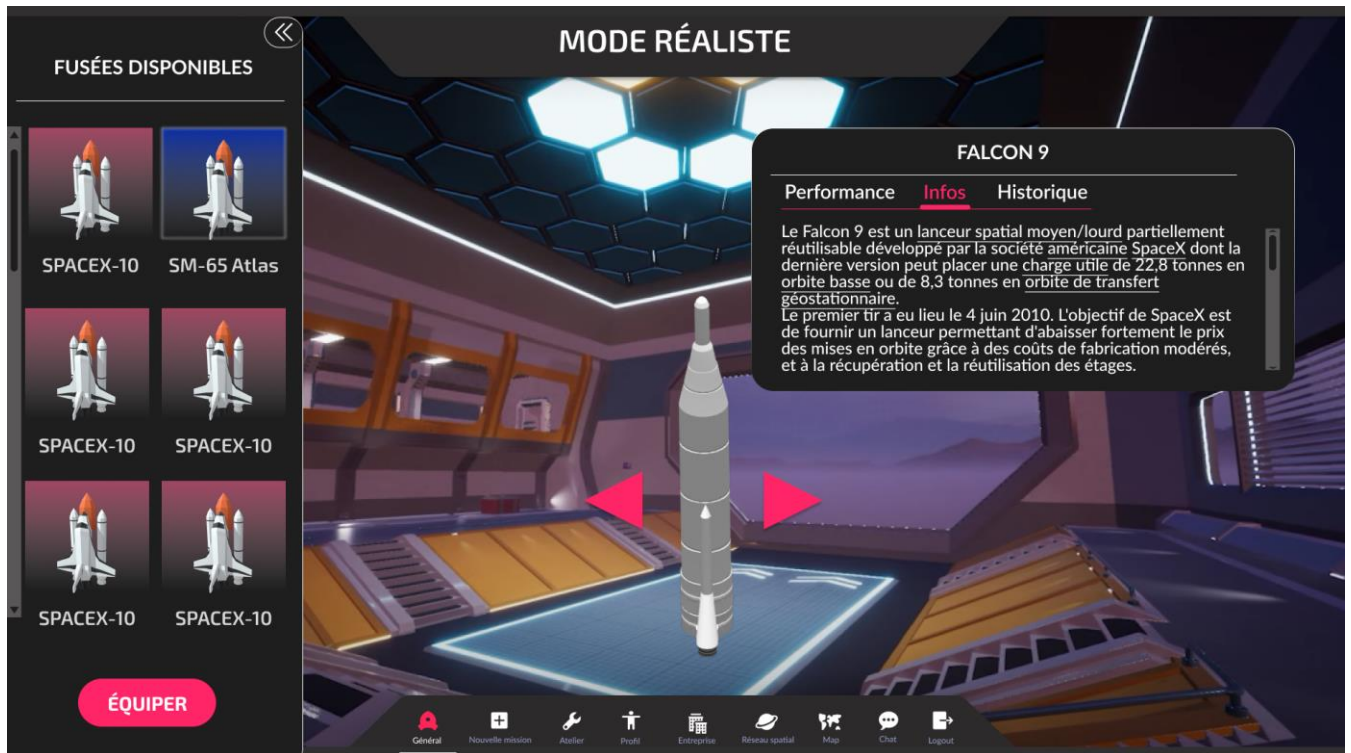 MODE RÉALISTE
FUSÉES DISPONIBLES
SPACEX-10
SM-65 Atlas
SPACEX-10
SPACEX-10
SPACEX-10
SPACEX-10
ÉQUIPER
FALCON 9
Performance Infos Historique
Le Falcon 9 est un lanceur spatial moyen/lourd partiellement
réutilisable développé par la société américaine SpaceX dont la
dernière version peut placer une charge utile de 22,8 tonnes en
orbite basse ou de 8,3 tonnes en orbite de transfert
géostationnaire.
Le premier tir a eu lieu le 4 juin 2010. L'objectif de SpaceX est
de fournir un lanceur permettant d'abaisser fortement le prix
des mises en orbite grâce à des coûts de fabrication modérés,
et à la récupération et la réutilisation des étages.
Général Nouvelle mission Atelier Profil Entreprise Réseau spatial Map Chat Logout